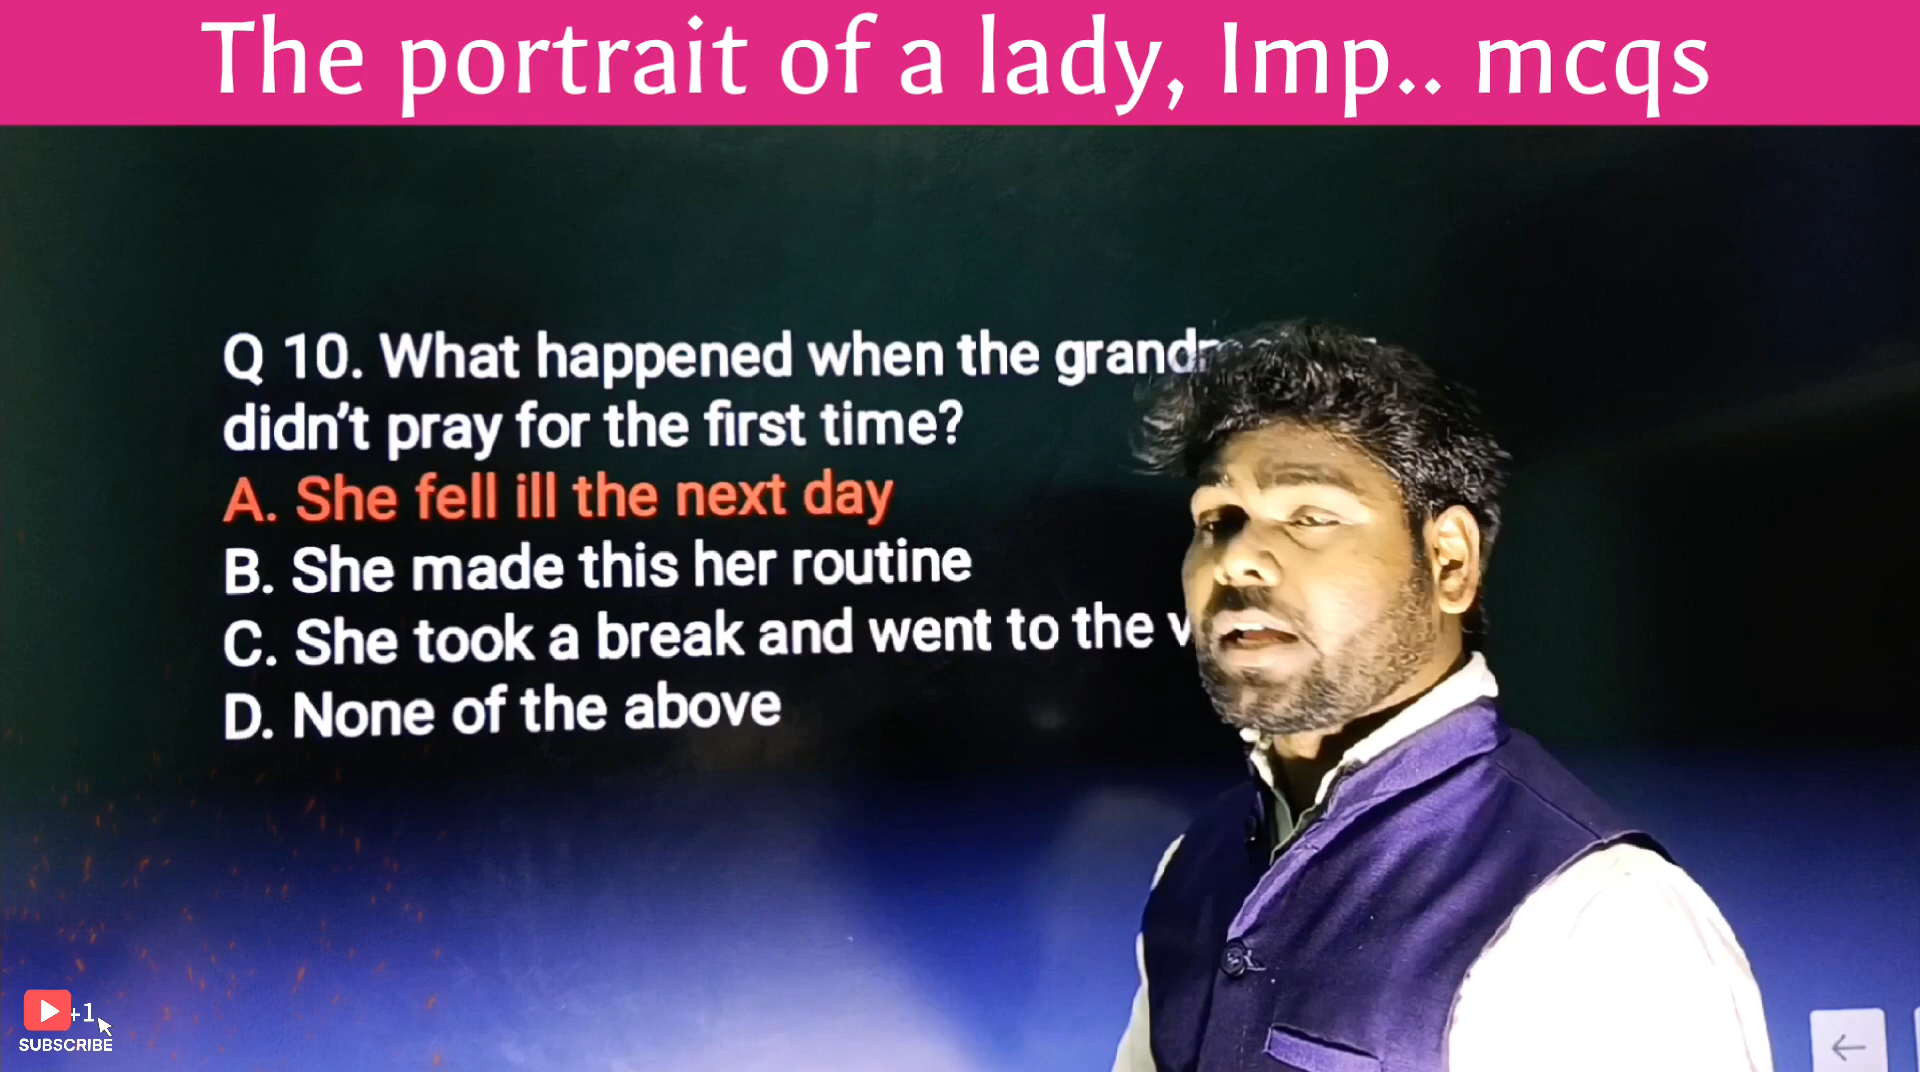 The portrait of a lady, Imp.. mcqs
Q 10. What happened when the
didn't pray for the first time?
A. She fell ill the next day
B. She made this her routine
C. She took a break and went to the
D. None of the above
+1
SUBSCRIBE